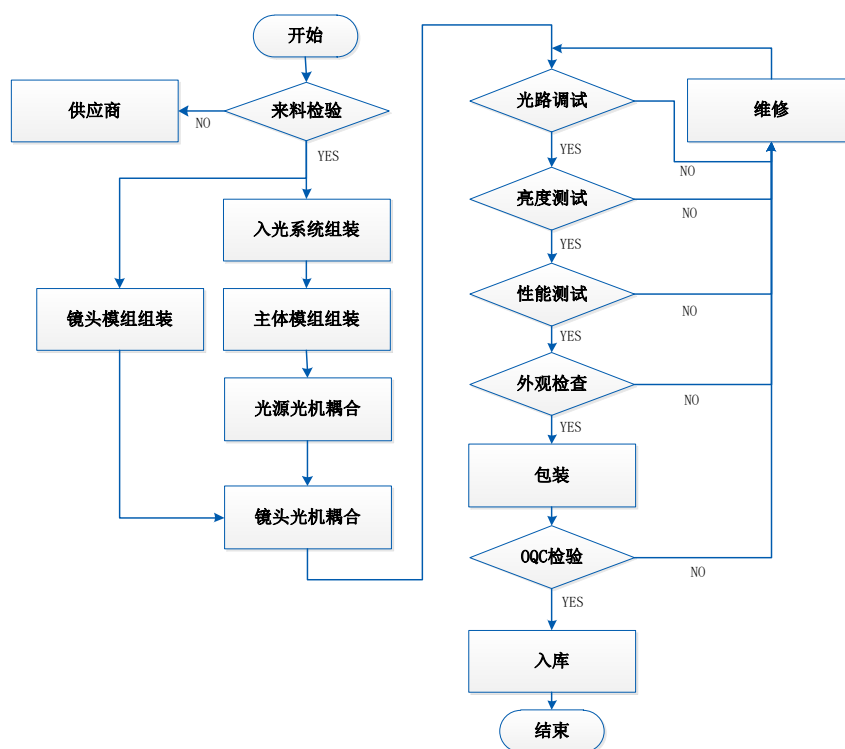 开始
来料检验
供应商
NO
YES
入光系统组装
镜头模组组装
主体模组组装
光源光机耦合
镜头光机耦合
光路调试
维修
YES
NO
亮度测试
NO
YES
性能测试
NO
YES
外观检查
NO
YES
包装
OQC检验
NO
YES
入库
结束